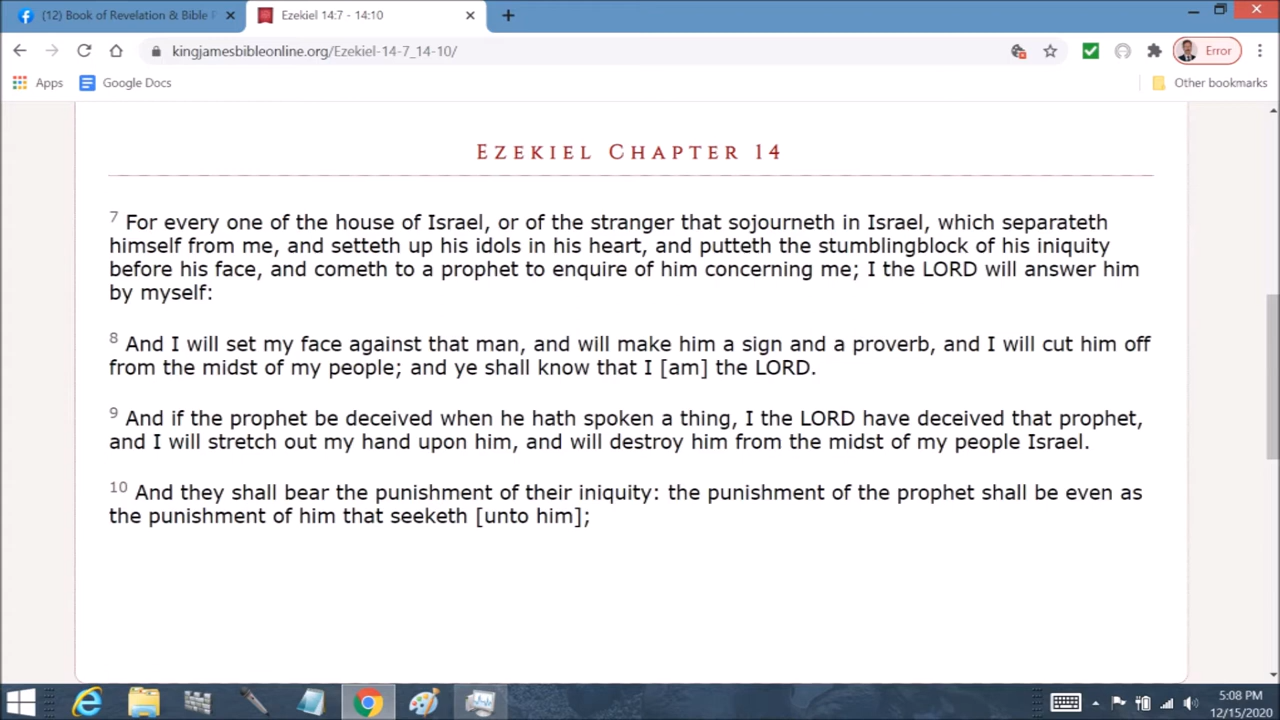 (12) Book of Revelation & Bible
Ezekiel 14:7 - 14:10
kingjamesbibleonline.org/Ezekiel-14-7_14-10/
Error
Apps
Google Docs
Other bookmarks
EZEKIEL CHAPTER 14
7 For every one of the house of Israel, or of the stranger that sojourneth in Israel, which separateth
himself from me, and setteth up his idols in his heart, and putteth the stumblingblock of his iniquity
before his face, and cometh to a prophet to enquire of him concerning me; I the LORD will answer him
by myself:
8 And I will set my face against that man, and will make him a sign and a proverb, and I will cut him off
from the midst of my people; and ye shall know that I [am] the LORD.
9 And if the prophet be deceived when he hath spoken a thing, I the LORD have deceived that prophet,
and I will stretch out my hand upon him, and will destroy him from the midst of my people Israel.
10 And they shall bear the punishment of their iniquity: the punishment of the prophet shall be even as
the punishment of him that seeketh [unto him];
5:08 PM
12/15/2020